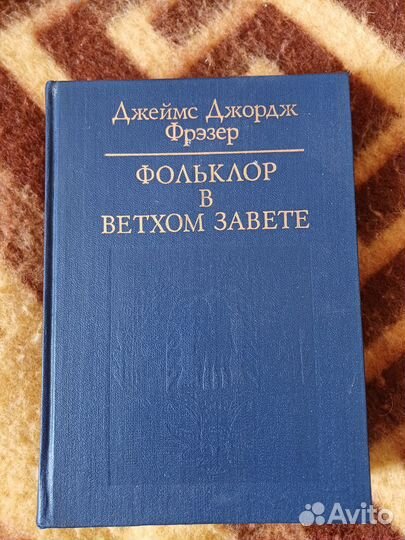 Джеймс Джордж
Фрэзер
ФОЛЬКЛОР
В
ВЕТХОМ ЗАВЕТЕ
Avito